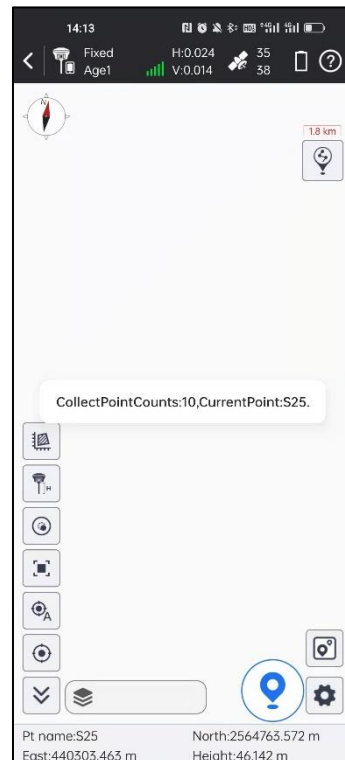 14:13
Fixed
Age1
H:0.024
V:0.014
35
38
N
1.8 km
CollectPointCounts:10,CurrentPoint:S25.
H
A
Pt name:S25
North:2564763.572 m
East:440303.463 m
Height:46.142 m